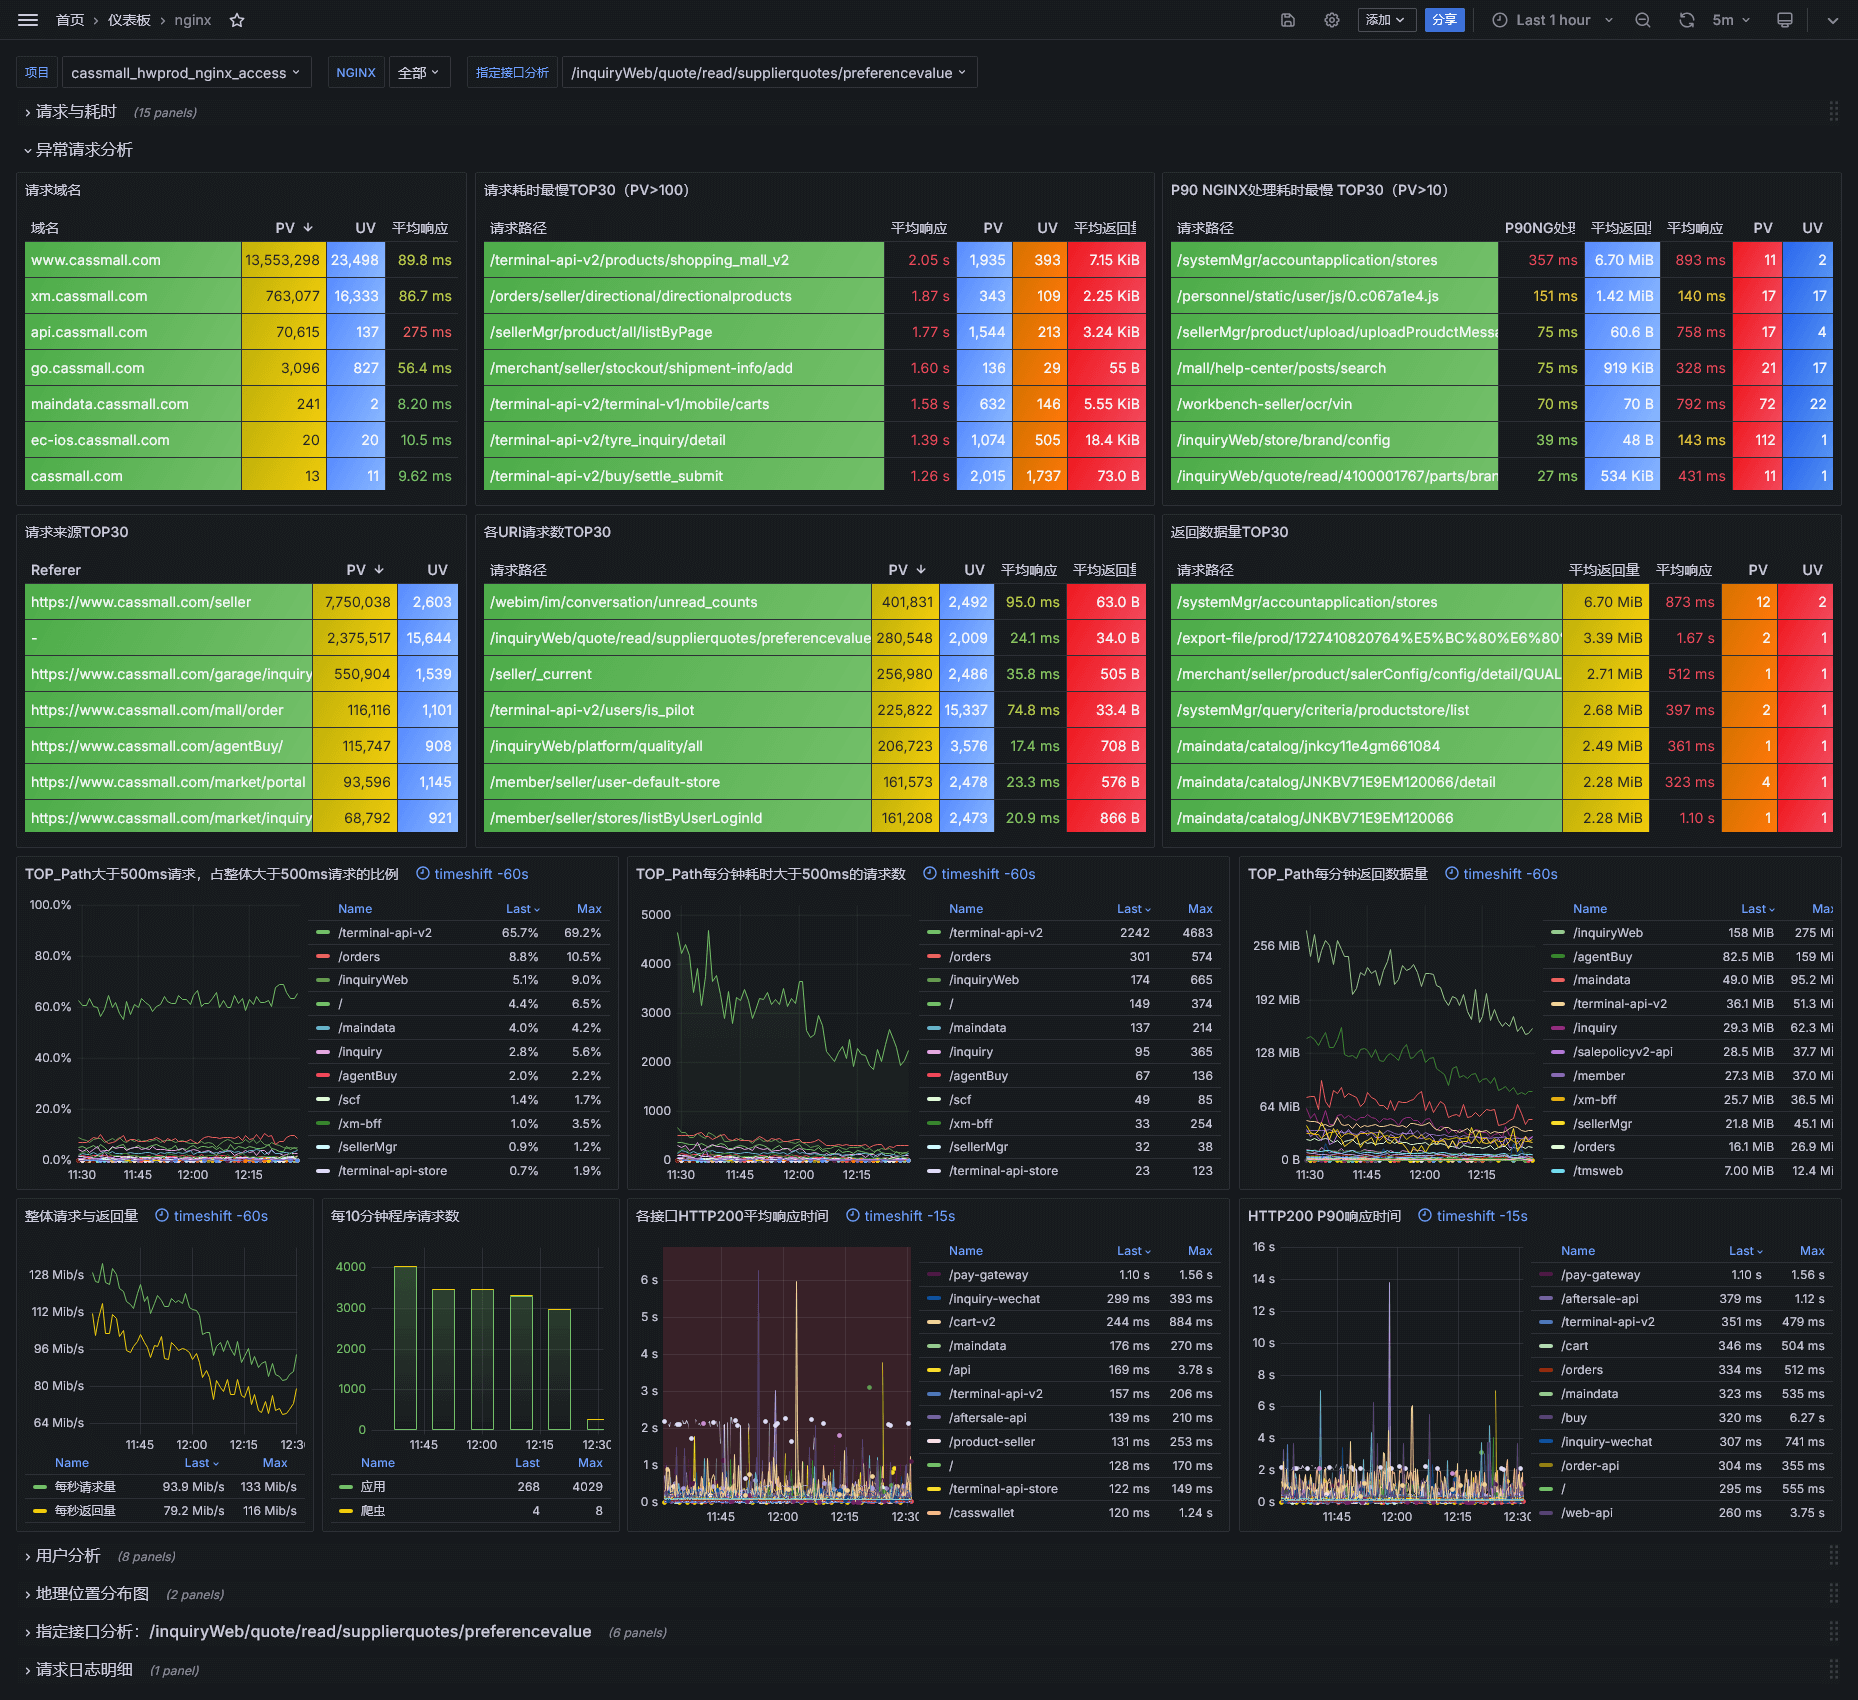 首页 › 仪表板 › nginx
添加
分享
Last 1 hour
5m
项目
cassmall_hwprod_nginx_access
NGINX
全部
指定接口分析
/inquiryWeb/quote/read/supplierquotes/preferencevalue
请求与耗时 (15 panels)
异常请求分析
请求域名
域名 PV UV 平均响应
www.cassmall.com 13,553,298 23,498 89.8 ms
xm.cassmall.com 763,077 16,333 86.7 ms
api.cassmall.com 70,615 137 275 ms
go.cassmall.com 3,096 827 56.4 ms
maindata.cassmall.com 241 2 8.20 ms
ec-ios.cassmall.com 20 20 10.5 ms
cassmall.com 13 11 9.62 ms
请求耗时最慢TOP30（PV>100）
请求路径 平均响应 PV UV 平均返回
/terminal-api-v2/products/shopping_mall_v2 2.05 s 1,935 393 7.15 KiB
/orders/seller/directional/directionalproducts 1.87 s 343 109 2.25 KiB
/sellerMgr/product/all/listByPage 1.77 s 1,544 213 3.24 KiB
/merchant/seller/stockout/shipment-info/add 1.60 s 136 29 55 B
/terminal-api-v2/terminal-v1/mobile/carts 1.58 s 632 146 5.55 KiB
/terminal-api-v2/tyre_inquiry/detail 1.39 s 1,074 505 18.4 KiB
/terminal-api-v2/buy/settle_submit 1.26 s 2,015 1,737 73.0 B
P90 NGINX处理耗时最慢 TOP30（PV>10）
请求路径 P90NG处理 平均返回 平均响应 PV UV
/systemMgr/accountapplication/stores 357 ms 6.70 MiB 893 ms 11 2
/personnel/static/user/js/0.c067a1e4.js 151 ms 1.42 MiB 140 ms 17 17
/sellerMgr/product/upload/uploadProudctMessa 75 ms 60.6 B 758 ms 17 4
/mall/help-center/posts/search 75 ms 919 KiB 328 ms 21 17
/workbench-seller/ocr/vin 70 ms 70 B 792 ms 72 22
/inquiryWeb/store/brand/config 39 ms 48 B 143 ms 112 1
/inquiryWeb/quote/read/4100001767/parts/bran 27 ms 534 KiB 431 ms 11 1
请求来源TOP30
Referer PV UV
https://www.cassmall.com/seller 7,750,038 2,603
- 2,375,517 15,644
https://www.cassmall.com/garage/inquiry 550,904 1,539
https://www.cassmall.com/mall/order 116,116 1,101
https://www.cassmall.com/agentBuy/ 115,747 908
https://www.cassmall.com/market/portal 93,596 1,145
https://www.cassmall.com/market/inquiry 68,792 921
各URI请求数TOP30
请求路径 PV UV 平均响应 平均返回
/webim/im/conversation/unread_counts 401,831 2,492 95.0 ms 63.0 B
/inquiryWeb/quote/read/supplierquotes/preferencevalue 280,548 2,009 24.1 ms 34.0 B
/seller/_current 256,980 2,486 35.8 ms 505 B
/terminal-api-v2/users/is_pilot 225,822 15,337 74.8 ms 33.4 B
/inquiryWeb/platform/quality/all 206,723 3,576 17.4 ms 708 B
/member/seller/user-default-store 161,573 2,478 23.3 ms 576 B
/member/seller/stores/listByUserLoginId 161,208 2,473 20.9 ms 866 B
返回数据量TOP30
请求路径 平均返回量 平均响应 PV UV
/systemMgr/accountapplication/stores 6.70 MiB 873 ms 12 2
/export-file/prod/1727410820764%E5%BC%80%E6%80 3.39 MiB 1.67 s 2 1
/merchant/seller/product/salerConfig/config/detail/QUAL 2.71 MiB 512 ms 1 1
/systemMgr/query/criteria/productstore/list 2.68 MiB 397 ms 2 1
/maindata/catalog/jnkcy11e4gm661084 2.49 MiB 361 ms 1 1
/maindata/catalog/JNKBV71E9EM120066/detail 2.28 MiB 323 ms 4 1
/maindata/catalog/JNKBV71E9EM120066 2.28 MiB 1.10 s 1 1
TOP_Path大于500ms请求，占整体大于500ms请求的比例 timeshift -60s
100.0%
80.0%
60.0%
40.0%
20.0%
0.0%
11:30 11:45 12:00 12:15
Name Last Max
/terminal-api-v2 65.7% 69.2%
/orders 8.8% 10.5%
/inquiryWeb 5.1% 9.0%
/ 4.4% 6.5%
/maindata 4.0% 4.2%
/inquiry 2.8% 5.6%
/agentBuy 2.0% 2.2%
/scf 1.4% 1.7%
/xm-bff 1.0% 3.5%
/sellerMgr 0.9% 1.2%
/terminal-api-store 0.7% 1.9%
TOP_Path每分钟耗时大于500ms的请求数 timeshift -60s
5000
4000
3000
2000
1000
0
11:30 11:45 12:00 12:15
Name Last Max
/terminal-api-v2 2242 4683
/orders 301 574
/inquiryWeb 174 665
/ 149 374
/maindata 137 214
/inquiry 95 365
/agentBuy 67 136
/scf 49 85
/xm-bff 33 254
/sellerMgr 32 38
/terminal-api-store 23 123
TOP_Path每分钟返回数据量 timeshift -60s
256 MiB
192 MiB
128 MiB
64 MiB
0 B
11:30 11:45 12:00 12:15
Name Last Max
/inquiryWeb 158 MiB 275 Mi
/agentBuy 82.5 MiB 159 Mi
/maindata 49.0 MiB 95.2 Mi
/terminal-api-v2 36.1 MiB 51.3 Mi
/inquiry 29.3 MiB 62.3 Mi
/salepolicyv2-api 28.5 MiB 37.7 Mi
/member 27.3 MiB 37.0 Mi
/xm-bff 25.7 MiB 36.5 Mi
/sellerMgr 21.8 MiB 45.1 Mi
/orders 16.1 MiB 26.9 Mi
/tmsweb 7.00 MiB 12.4 Mi
整体请求与返回量 timeshift -60s
128 Mib/s
112 Mib/s
96 Mib/s
80 Mib/s
64 Mib/s
11:45 12:00 12:15 12:30
Name Last Max
每秒请求量 93.9 Mib/s 133 Mib/s
每秒返回量 79.2 Mib/s 116 Mib/s
每10分钟程序请求数
4000
3000
2000
1000
0
11:45 12:00 12:15 12:30
Name Last Max
应用 268 4029
爬虫 4 8
各接口HTTP200平均响应时间 timeshift -15s
6 s
5 s
4 s
3 s
2 s
1 s
0 s
11:45 12:00 12:15 12:30
Name Last Max
/pay-gateway 1.10 s 1.56 s
/inquiry-wechat 299 ms 393 ms
/cart-v2 244 ms 884 ms
/maindata 176 ms 270 ms
/api 169 ms 3.78 s
/terminal-api-v2 157 ms 206 ms
/aftersale-api 139 ms 210 ms
/product-seller 131 ms 253 ms
/ 128 ms 170 ms
/terminal-api-store 122 ms 149 ms
/casswallet 120 ms 1.24 s
HTTP200 P90响应时间 timeshift -15s
16 s
14 s
12 s
10 s
8 s
6 s
4 s
2 s
0 s
11:45 12:00 12:15 12:30
Name Last Max
/pay-gateway 1.10 s 1.56 s
/aftersale-api 379 ms 1.12 s
/terminal-api-v2 351 ms 479 ms
/cart 346 ms 504 ms
/orders 334 ms 512 ms
/maindata 323 ms 535 ms
/buy 320 ms 6.27 s
/inquiry-wechat 307 ms 741 ms
/order-api 304 ms 355 ms
/ 295 ms 555 ms
/web-api 260 ms 3.75 s
用户分析 (8 panels)
地理位置分布图 (2 panels)
指定接口分析：/inquiryWeb/quote/read/supplierquotes/preferencevalue (6 panels)
请求日志明细 (1 panel)